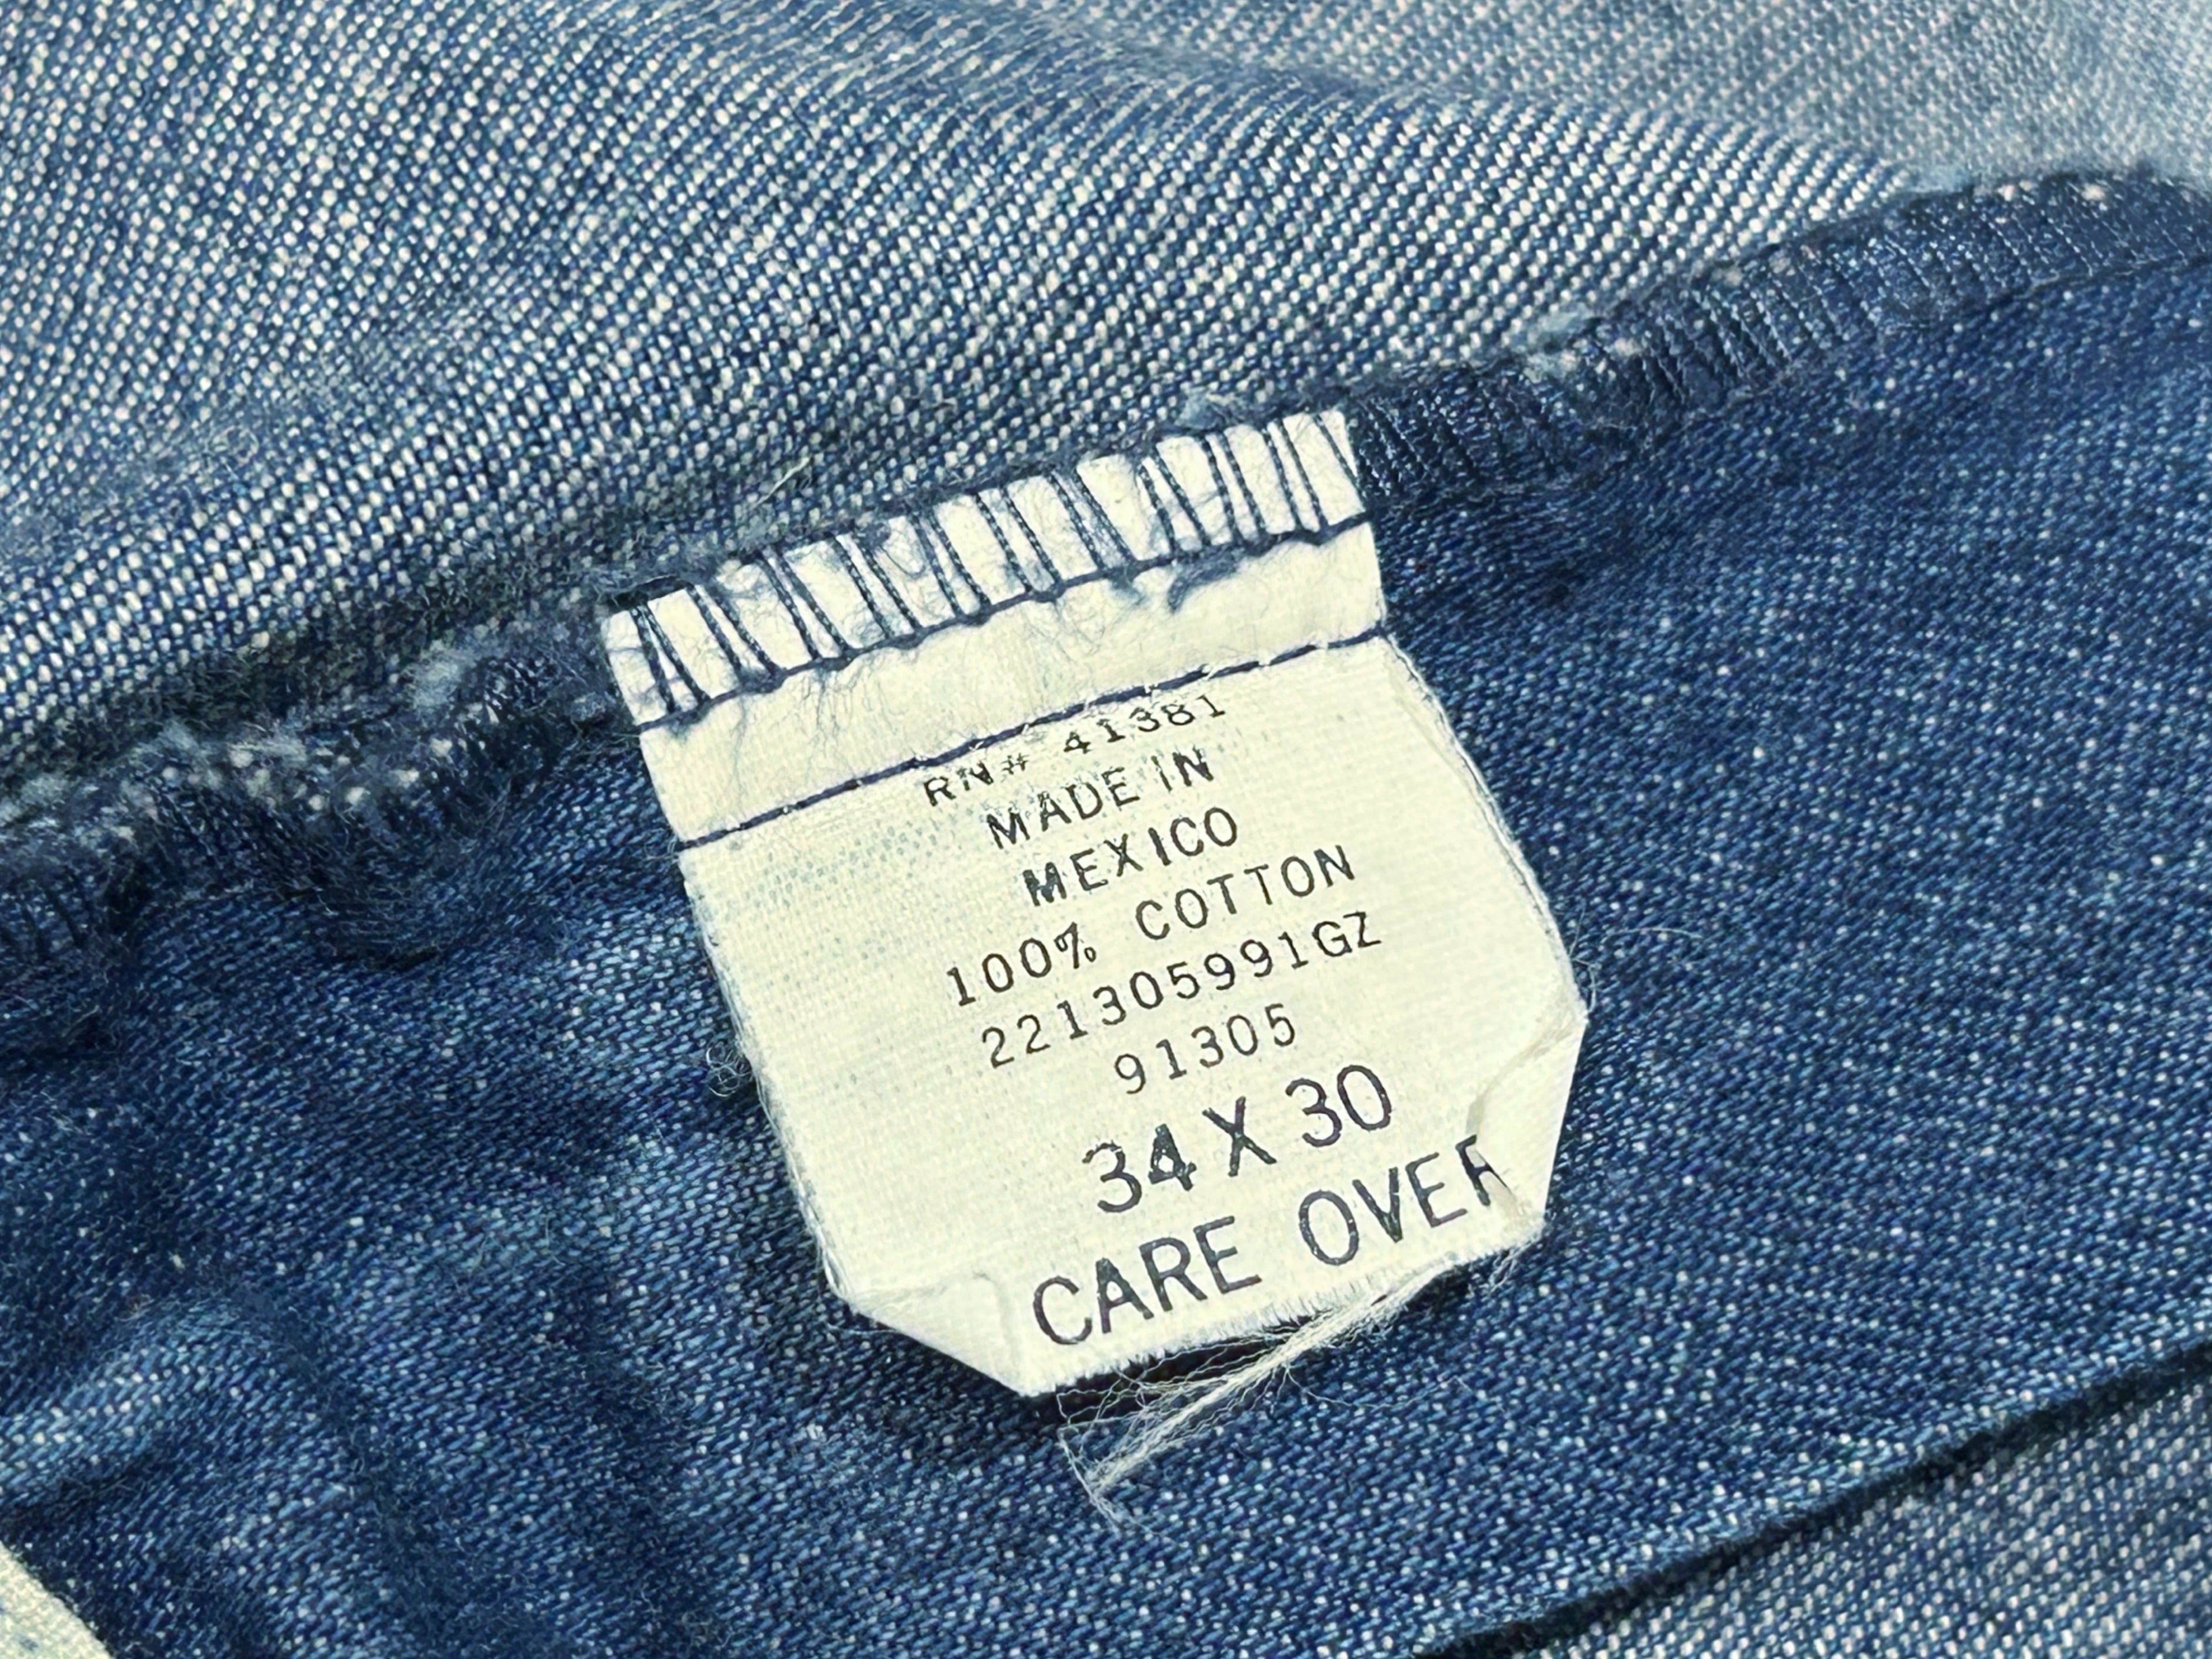 RN# 41381
MADE IN
MEXICO
100% COTTON
221305991GZ
91305
34 X 30
CARE OVER